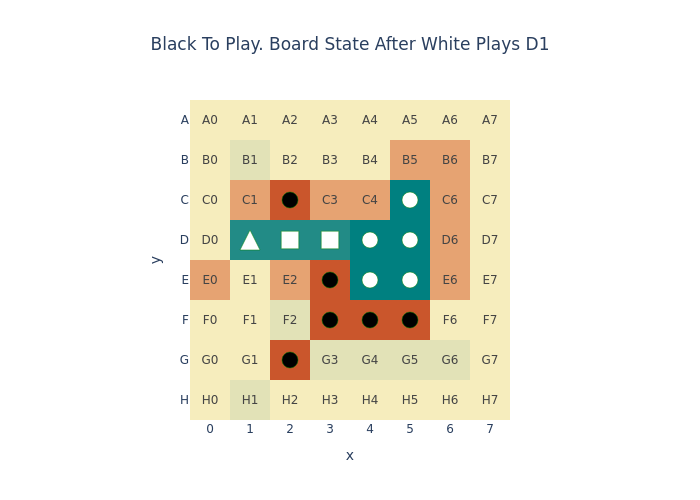 Black To Play. Board State After White Plays D1
A A0 A1 A2 A3 A4 A5 A6 A7
B B0 B1 B2 B3 B4 B5 B6 B7
C C0 C1 C3 C4 C6 C7
D D0 D6 D7
y
E E0 E1 E2 E6 E7
F F0 F1 F2 F6 F7
G G0 G1 G3 G4 G5 G6 G7
H H0 H1 H2 H3 H4 H5 H6 H7
0 1 2 3 4 5 6 7
x